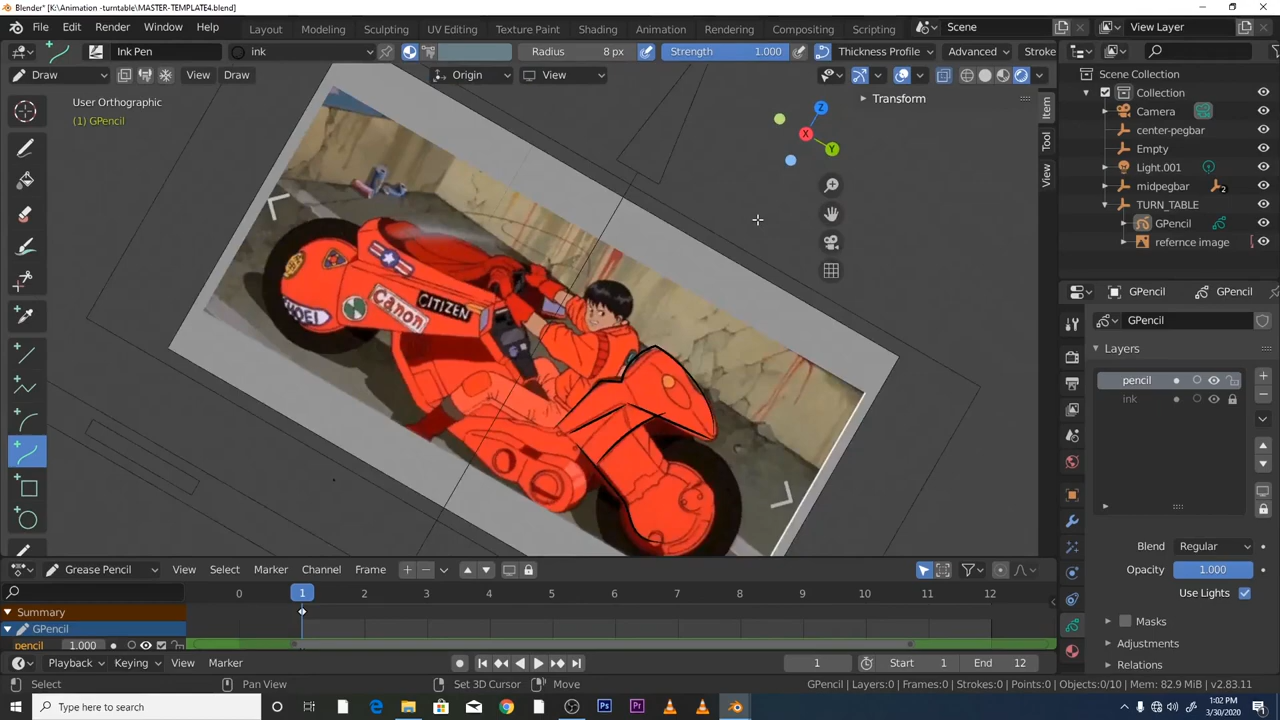 Blender* [K:\Animation -turntable\MASTER-TEMPLATE4.blend]
File Edit Render Window Help Layout Modeling Sculpting UV Editing Texture Paint Shading Animation Rendering Compositing Scripting Scene View Layer
Ink Pen ink Radius 8 px Strength 1.000 Thickness Profile Advanced Stroke
Draw View Draw Origin View
User Orthographic
(1) GPencil
Transform
Item
Tool
View
Z
X
Y
CITIZEN
Canon
Scene Collection
Collection
Camera
center-pegbar
Empty
Light.001
midpegbar 2
TURN_TABLE
GPencil
refernce image
GPencil GPencil
GPencil
Layers
pencil
ink
Blend Regular
Opacity 1.000
Use Lights
Masks
Adjustments
Relations
Grease Pencil View Select Marker Channel Frame
0 1 2 3 4 5 6 7 8 9 10 11 12
Summary
GPencil
pencil 1.000
Playback Keying View Marker 1 Start 1 End 12
Select Pan View Set 3D Cursor Move GPencil | Layers:0 | Frames:0 | Strokes:0 | Points:0 | Objects:0/10 | Mem: 82.9 MiB | v2.83.11
Type here to search
Ps Pr
1:02 PM
3/30/2020